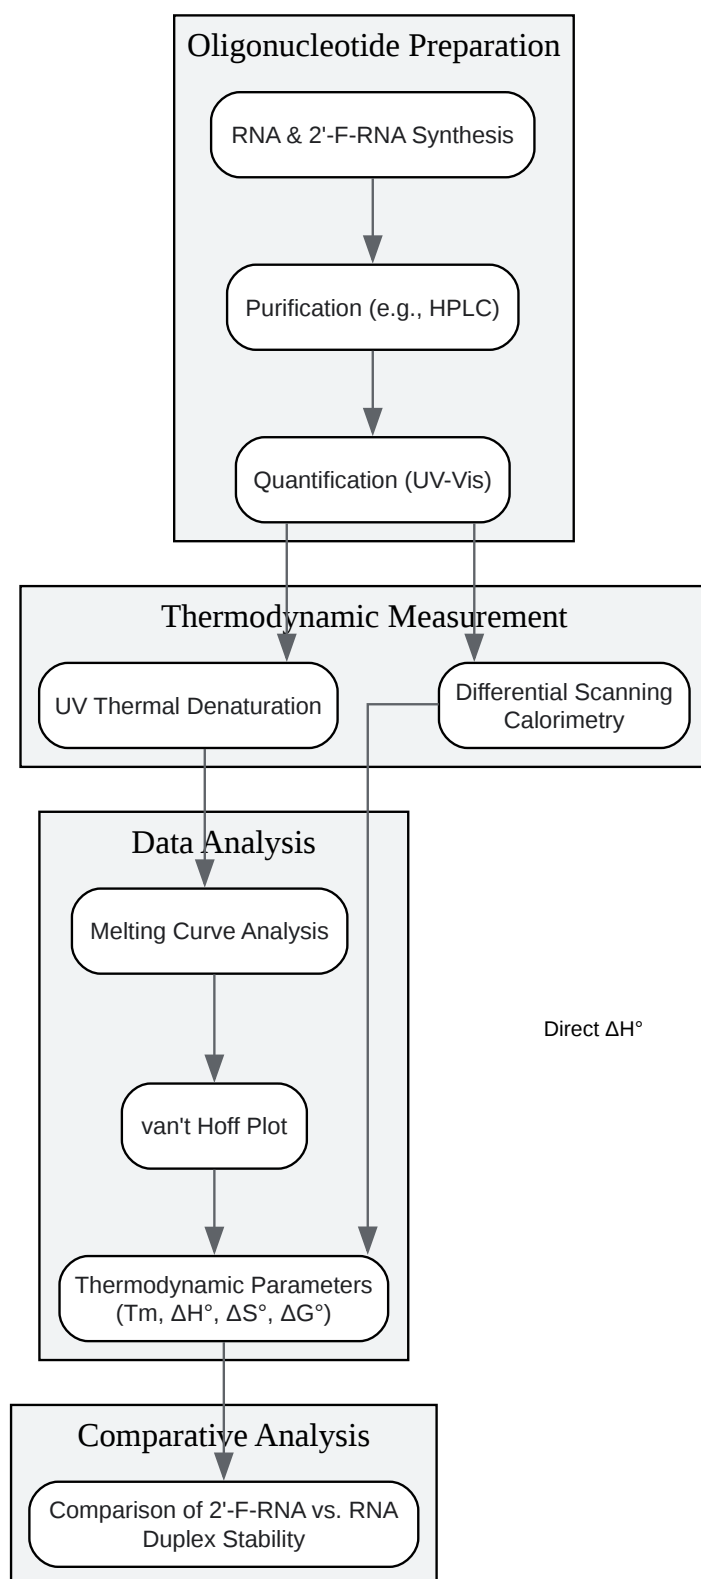 Oligonucleotide Preparation
RNA & 2'-F-RNA Synthesis
Purification (e.g., HPLC)
Quantification (UV-Vis)
Thermodynamic Measurement
UV Thermal Denaturation
Differential Scanning
Calorimetry
Data Analysis
Melting Curve Analysis
Direct ΔH°
van't Hoff Plot
Thermodynamic Parameters
(Tm, ΔH°, ΔS°, ΔG°)
Comparative Analysis
Comparison of 2'-F-RNA vs. RNA
Duplex Stability